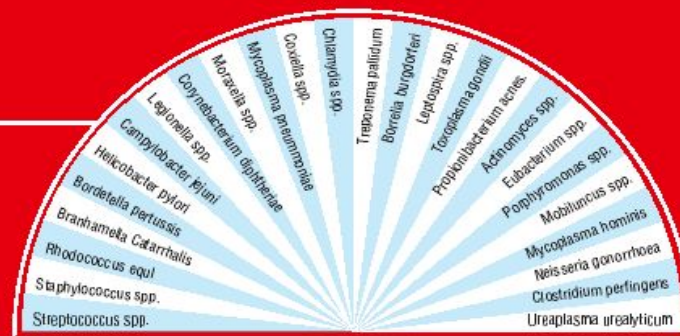 Streptococcus spp.
Staphylococcus spp.
Rhodococcus equi
Branhamella Catarrhalis
Bordetella pertussis
Helicobacter pylori
Campylobacter jejuni
Legionella spp.
Corynebacterium diphtheriae
Moraxella spp.
Mycoplasma pneummoniae
Coxiella spp.
Chlamydia spp.
Treponema pallidum
Borrelia burgdorferi
Leptospira spp.
Toxoplasma gondii
Propionibacterium acnes.
Actinomyces spp.
Eubacterium spp.
Porphyromonas spp.
Mobiluncus spp.
Mycoplasma hominis
Neisseria gonorrhoea
Clostridium perfingens
Ureaplasma urealyticum